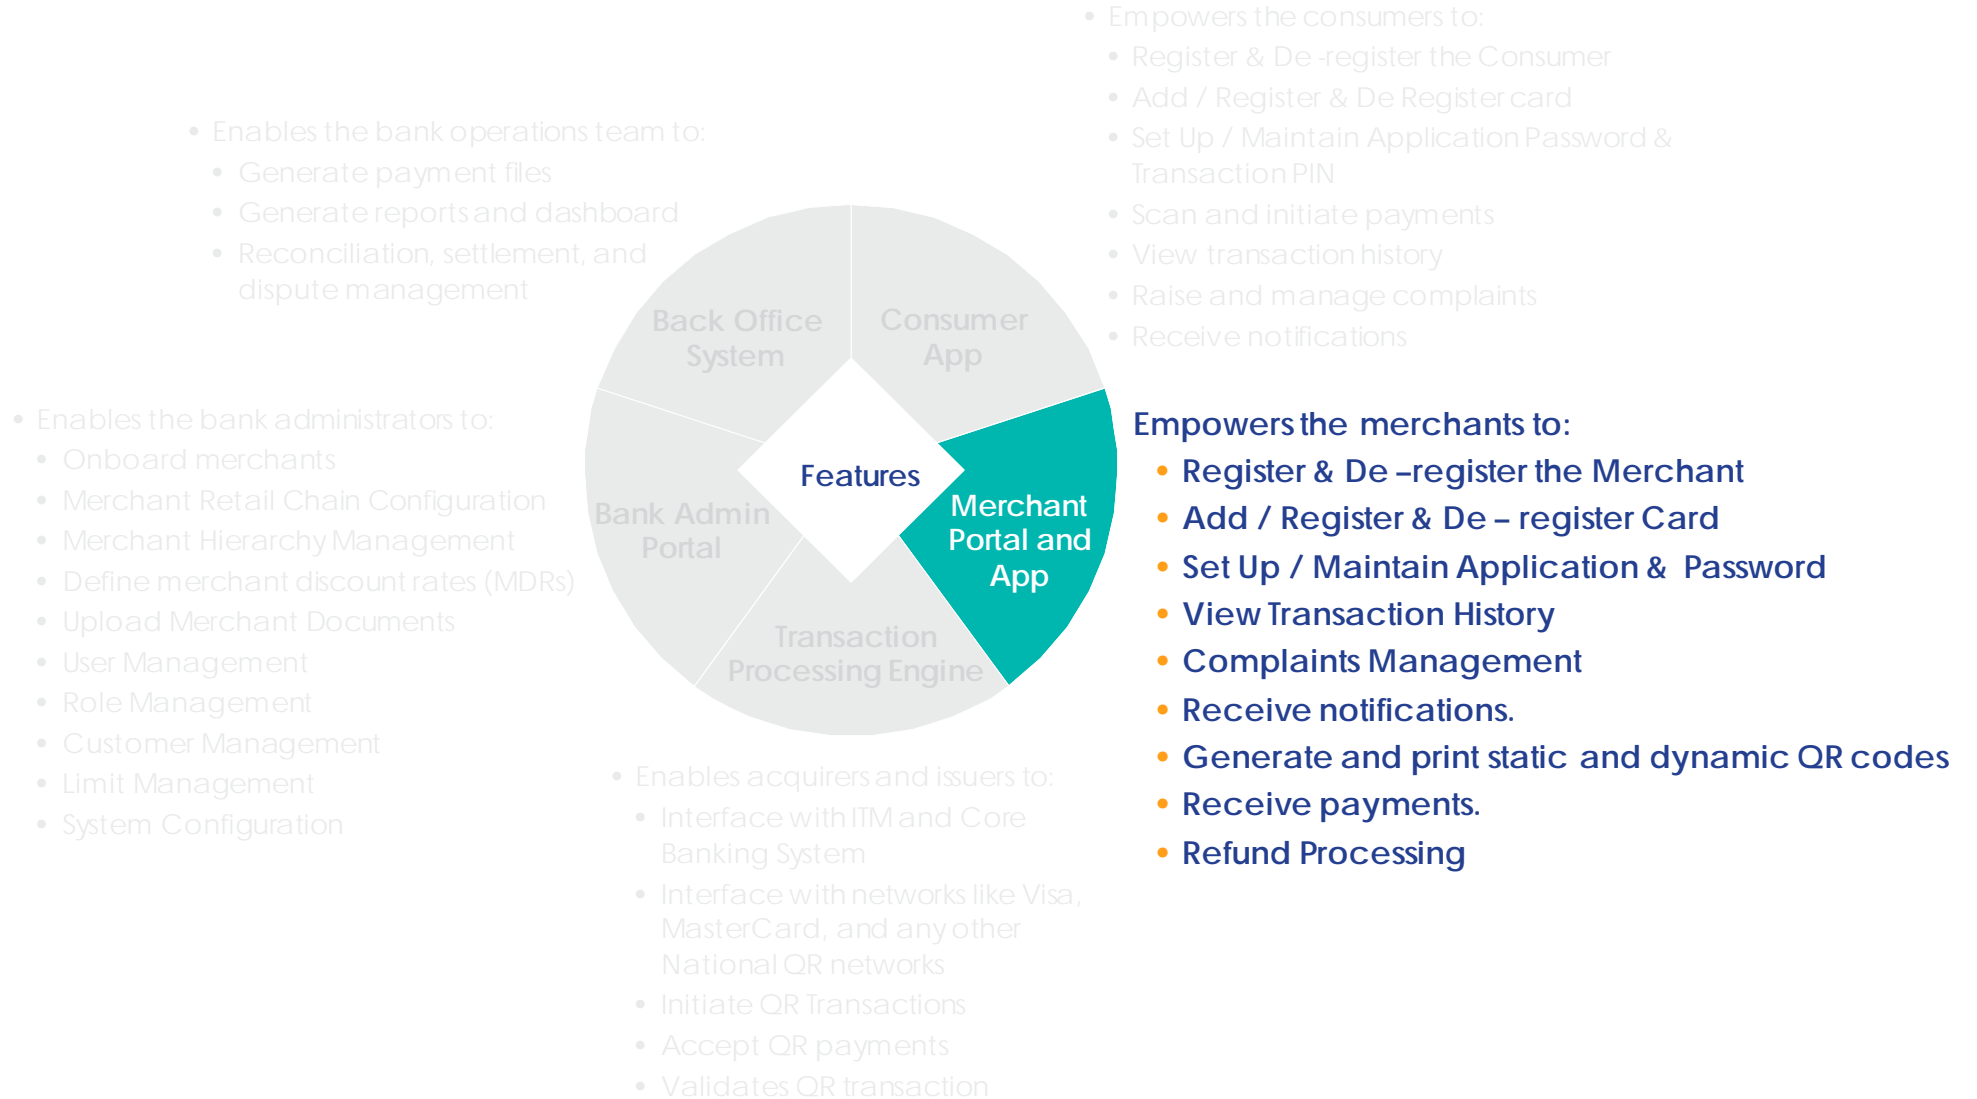 Empowers the consumers to:
Register & De -register the Consumer
Add / Register & De Register card
Set Up / Maintain Application Password &
Transaction PIN
Scan and initiate payments
View transaction history
Raise and manage complaints
Receive notifications
Enables the bank operations team to:
Generate payment files
Generate reports and dashboard
Reconciliation, settlement, and
dispute management
Back Office
System
Consumer
App
Features
Merchant
Portal and
App
Bank Admin
Portal
Transaction
Processing Engine
Enables the bank administrators to:
Onboard merchants
Merchant Retail Chain Configuration
Merchant Hierarchy Management
Define merchant discount rates (MDRs)
Upload Merchant Documents
User Management
Role Management
Customer Management
Limit Management
System Configuration
Empowers the merchants to:
Register & De –register the Merchant
Add / Register & De – register Card
Set Up / Maintain Application & Password
View Transaction History
Complaints Management
Receive notifications.
Generate and print static and dynamic QR codes
Receive payments.
Refund Processing
Enables acquirers and issuers to:
Interface with ITM and Core
Banking System
Interface with networks like Visa,
MasterCard, and any other
National QR networks
Initiate QR Transactions
Accept QR payments
Validates QR transaction